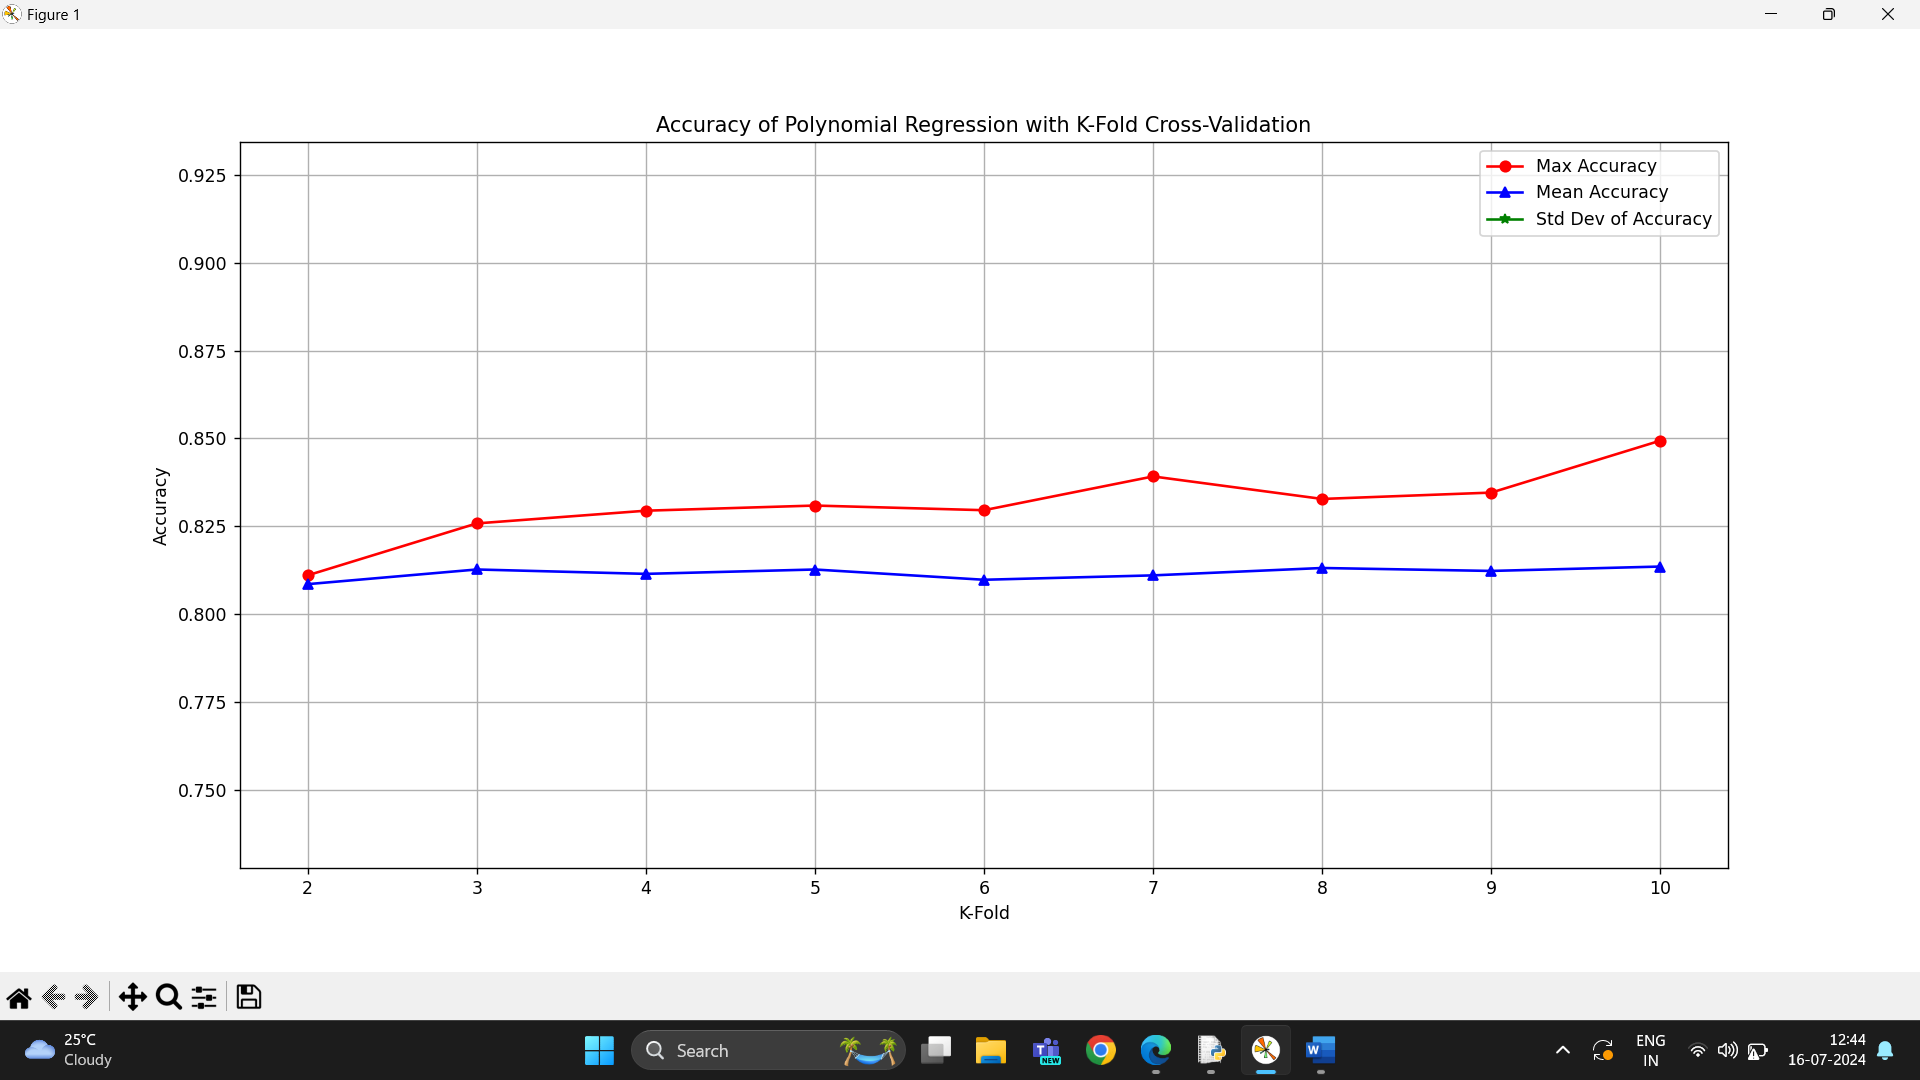 Figure 1
Accuracy of Polynomial Regression with K-Fold Cross-Validation
Max Accuracy
Mean Accuracy
Std Dev of Accuracy
0.925
0.900
0.875
0.850
0.825
0.800
0.775
0.750
Accuracy
2 3 4 5 6 7 8 9 10
K-Fold
25°C
Cloudy
Search
T
NEW
W
ENG
IN
12:44
16-07-2024